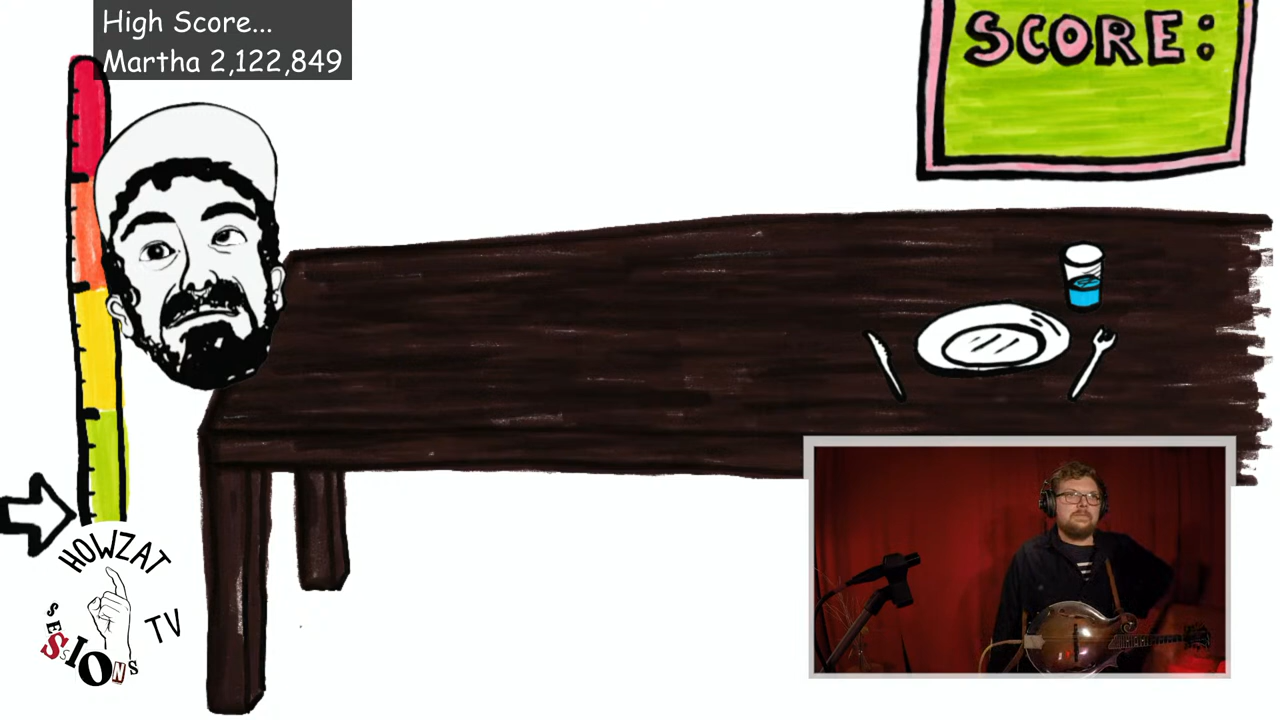 High Score...
Martha 2,122,849
SCORE:
HOWZAT
TV
SESSIONS